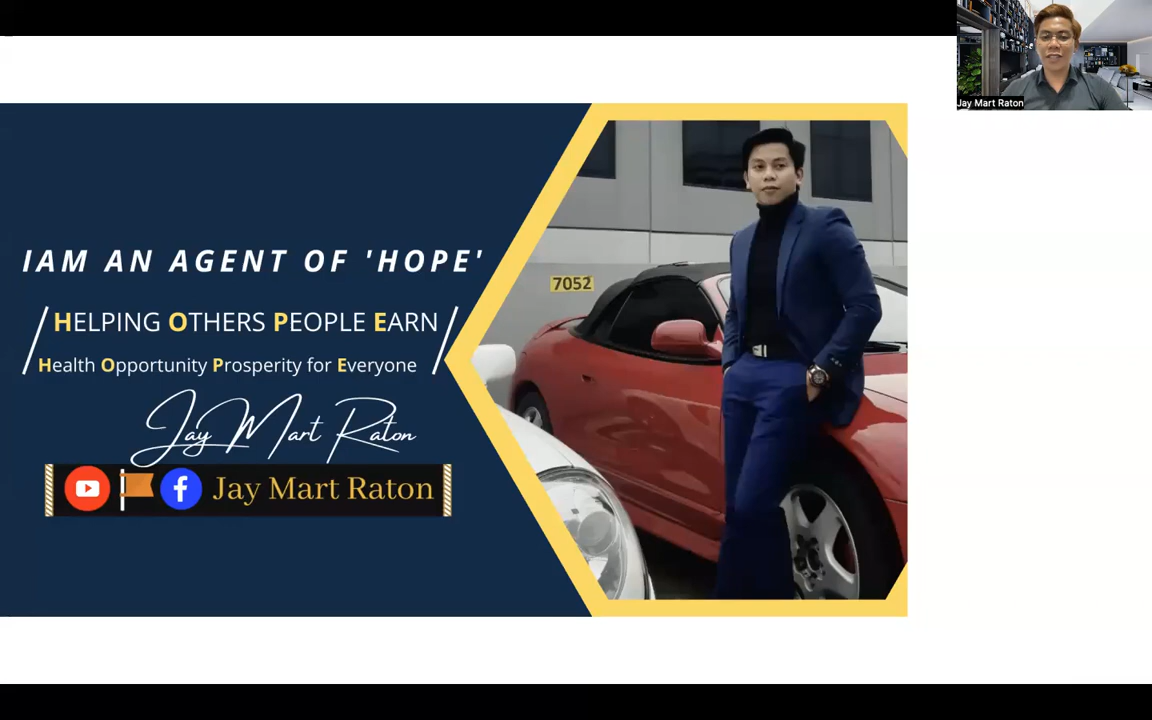 Jay Mart Raton
IAM AN AGENT OF 'HOPE'
HELPING OTHERS PEOPLE EARN
Health Opportunity Prosperity for Everyone
Jay Mart Raton
Jay Mart Raton
7052